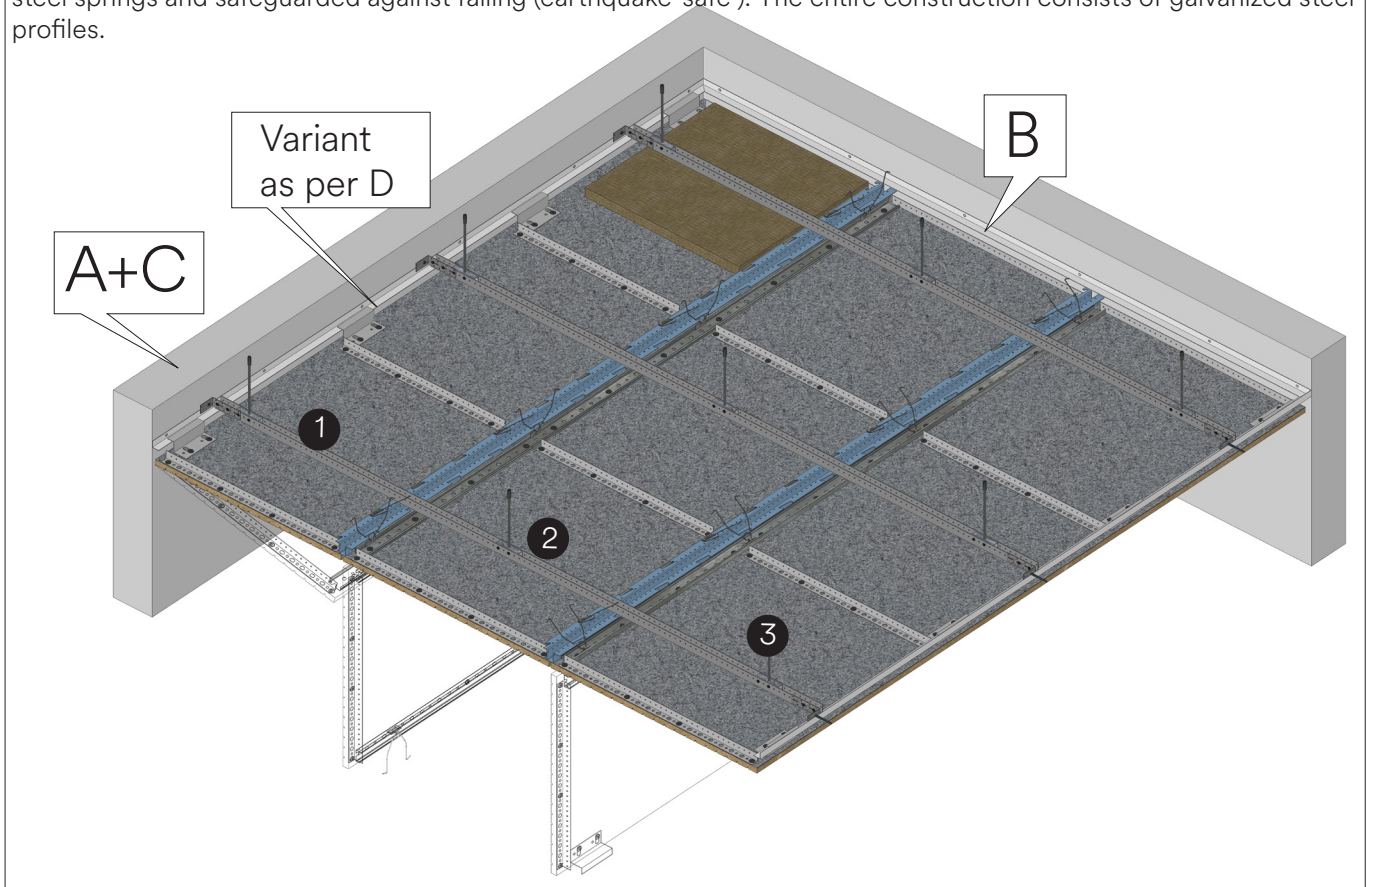 steel springs and safeguarded against falling (earthquake-safe ). The entire construction consists of galvanized steel
profiles.
Variant
as per D
B
A+C
1
2
3